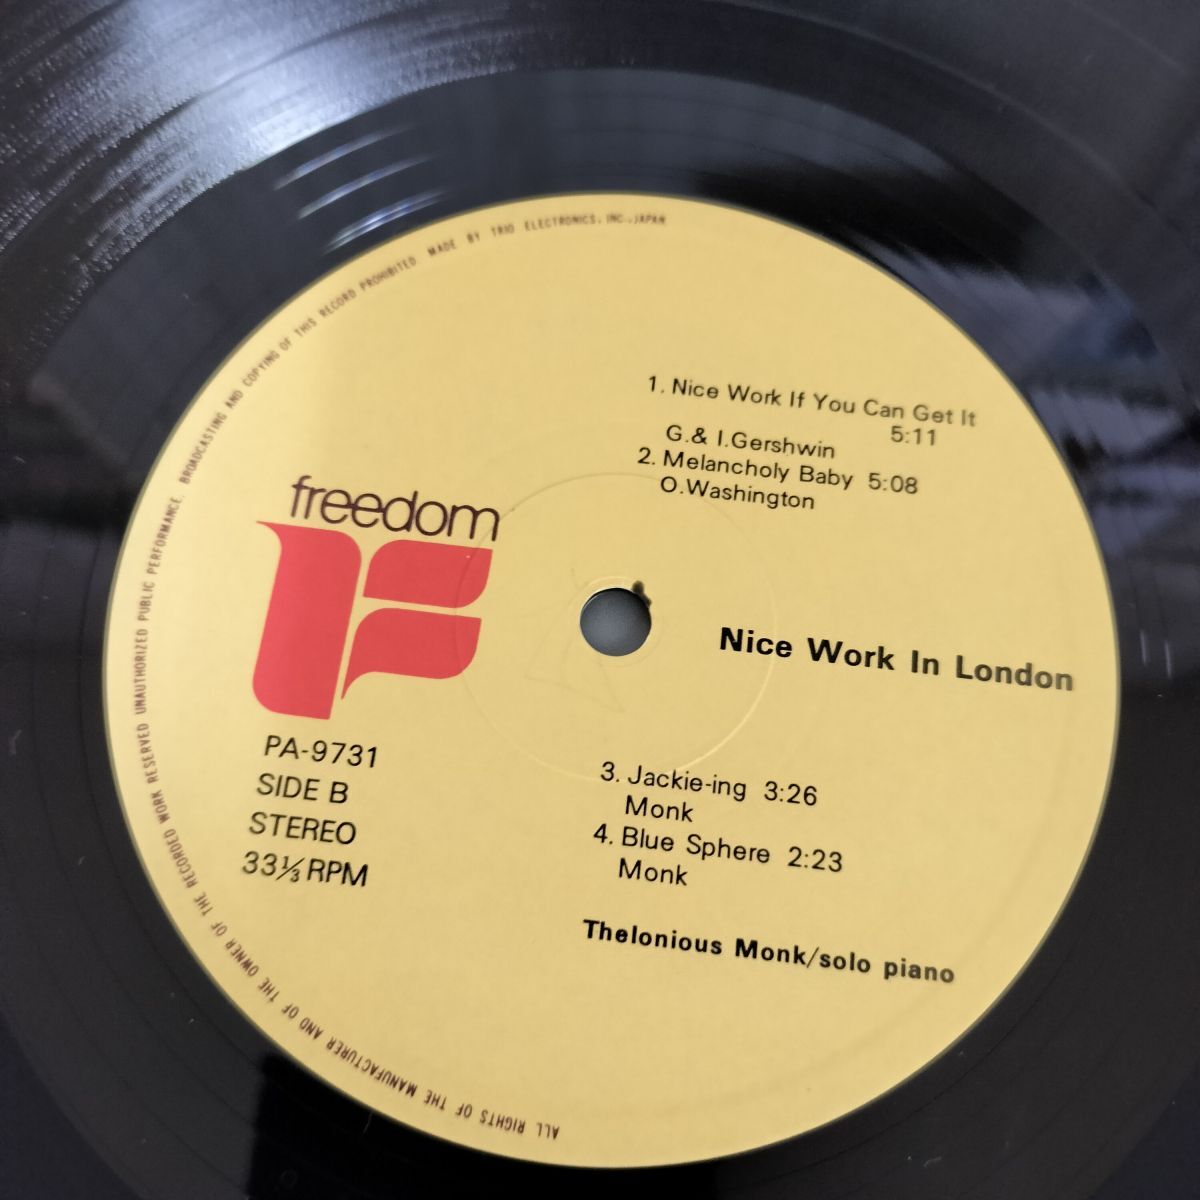 ALL RIGHTS OF THE MANUFACTURER AND OF THE OWNER OF THE RECORDED WORK RESERVED UNAUTHORIZED PUBLIC PERFORMANCE. BROADCASTING AND COPYING OF THIS RECORD PROHIBITED MADE BY TRIO ELECTRONICS, INC., JAPAN
1. Nice Work If You Can Get It
5:11
G.& I.Gershwin
2. Melancholy Baby 5:08
O.Washington
freedom
Nice Work In London
PA-9731
SIDE B
STEREO
33⅓ RPM
3. Jackie-ing 3:26
Monk
4. Blue Sphere 2:23
Monk
Thelonious Monk/solo piano